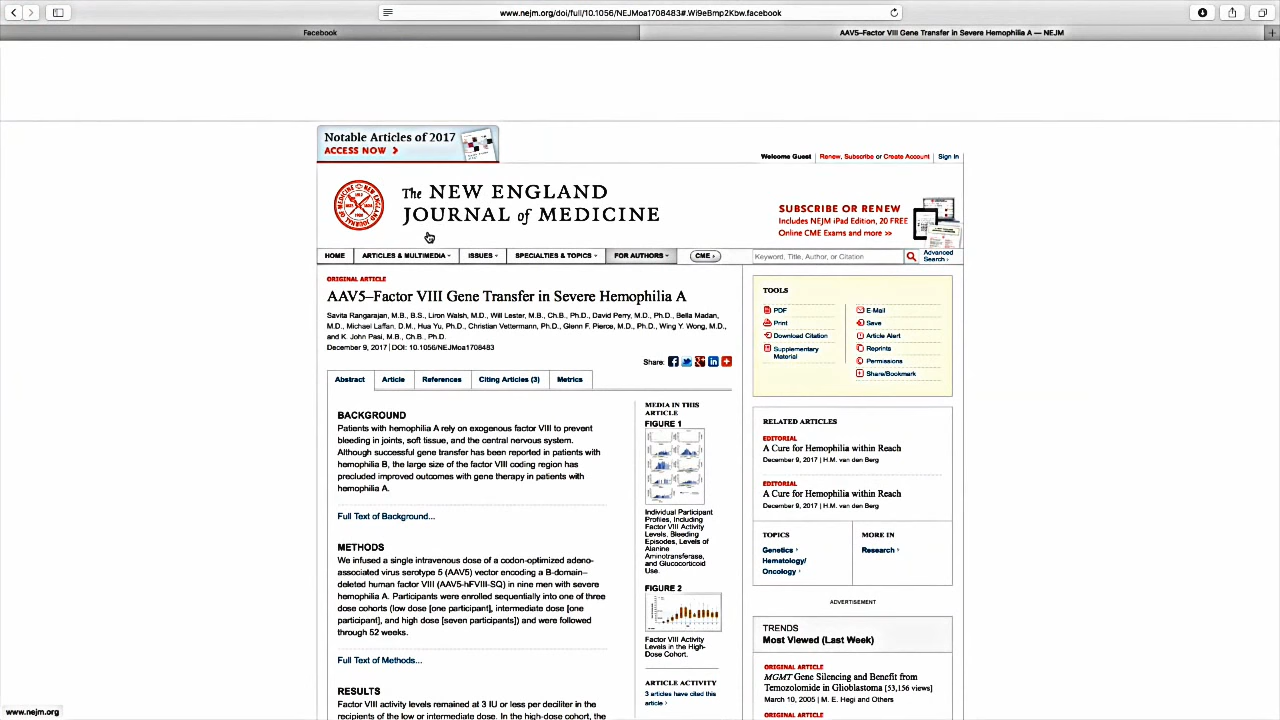 www.nejm.org/doi/full/10.1056/NEJMoa1708483#.Wi9eBmp2Kbw.facebook
Facebook
AAV5–Factor VIII Gene Transfer in Severe Hemophilia A — NEJM
Notable Articles of 2017
ACCESS NOW
Welcome Guest
Renew, Subscribe or Create Account
Sign In
The NEW ENGLAND
JOURNAL of MEDICINE
SUBSCRIBE OR RENEW
Includes NEJM iPad Edition, 20 FREE
Online CME Exams and more >>
HOME
ARTICLES & MULTIMEDIA
ISSUES
SPECIALTIES & TOPICS
FOR AUTHORS
CME ›
Keyword, Title, Author, or Citation
Advanced
Search ›
ORIGINAL ARTICLE
AAV5–Factor VIII Gene Transfer in Severe Hemophilia A
Savita Rangarajan, M.B., B.S., Liron Walsh, M.D., Will Lester, M.B., Ch.B., Ph.D., David Perry, M.D., Ph.D., Bella Madan,
M.D., Michael Laffan, D.M., Hua Yu, Ph.D., Christian Vettermann, Ph.D., Glenn F. Pierce, M.D., Ph.D., Wing Y. Wong, M.D.,
and K. John Pasi, M.B., Ch.B., Ph.D.
December 9, 2017 | DOI: 10.1056/NEJMoa1708483
Share:
Abstract
Article
References
Citing Articles (3)
Metrics
BACKGROUND
Patients with hemophilia A rely on exogenous factor VIII to prevent
bleeding in joints, soft tissue, and the central nervous system.
Although successful gene transfer has been reported in patients with
hemophilia B, the large size of the factor VIII coding region has
precluded improved outcomes with gene therapy in patients with
hemophilia A.
Full Text of Background...
METHODS
We infused a single intravenous dose of a codon-optimized adeno-
associated virus serotype 5 (AAV5) vector encoding a B-domain–
deleted human factor VIII (AAV5-hFVIII-SQ) in nine men with severe
hemophilia A. Participants were enrolled sequentially into one of three
dose cohorts (low dose [one participant], intermediate dose [one
participant], and high dose [seven participants]) and were followed
through 52 weeks.
Full Text of Methods...
RESULTS
Factor VIII activity levels remained at 3 IU or less per deciliter in the
recipients of the low or intermediate dose. In the high-dose cohort, the
MEDIA IN THIS
ARTICLE
FIGURE 1
Individual Participant
Profiles, Including
Factor VIII Activity
Levels, Bleeding
Episodes, Levels of
Alanine
Aminotransferase,
and Glucocorticoid
Use.
FIGURE 2
Factor VIII Activity
Levels in the High-
Dose Cohort.
ARTICLE ACTIVITY
3 articles have cited this
article ›
TOOLS
PDF
Print
Download Citation
Supplementary
Material
E-Mail
Save
Article Alert
Reprints
Permissions
Share/Bookmark
RELATED ARTICLES
EDITORIAL
A Cure for Hemophilia within Reach
December 9, 2017 | H.M. van den Berg
EDITORIAL
A Cure for Hemophilia within Reach
December 9, 2017 | H.M. van den Berg
TOPICS
Genetics ›
Hematology/
Oncology ›
MORE IN
Research ›
ADVERTISEMENT
TRENDS
Most Viewed (Last Week)
ORIGINAL ARTICLE
MGMT Gene Silencing and Benefit from
Temozolomide in Glioblastoma [53,156 views]
March 10, 2005 | M. E. Hegi and Others
ORIGINAL ARTICLE
www.nejm.org